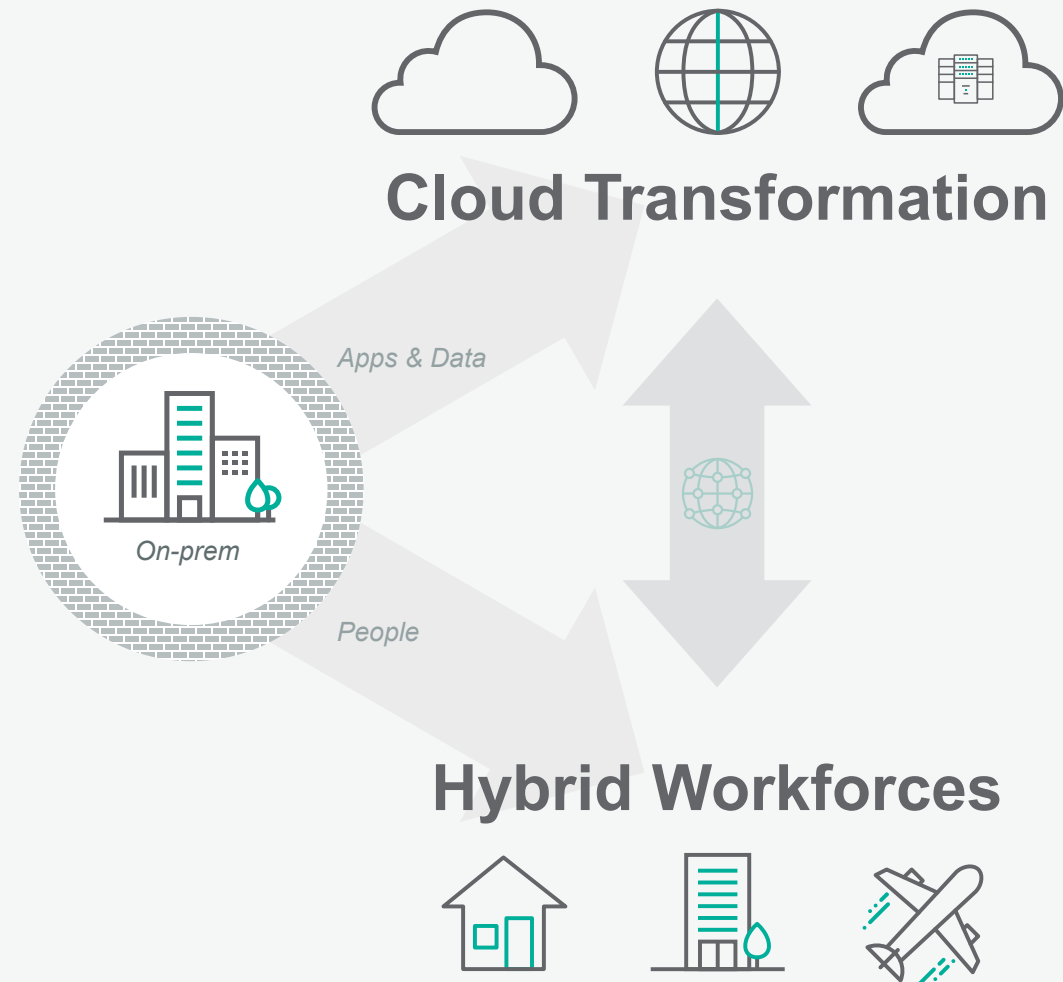 Cloud Transformation
Apps & Data
On-prem
People
Hybrid Workforces